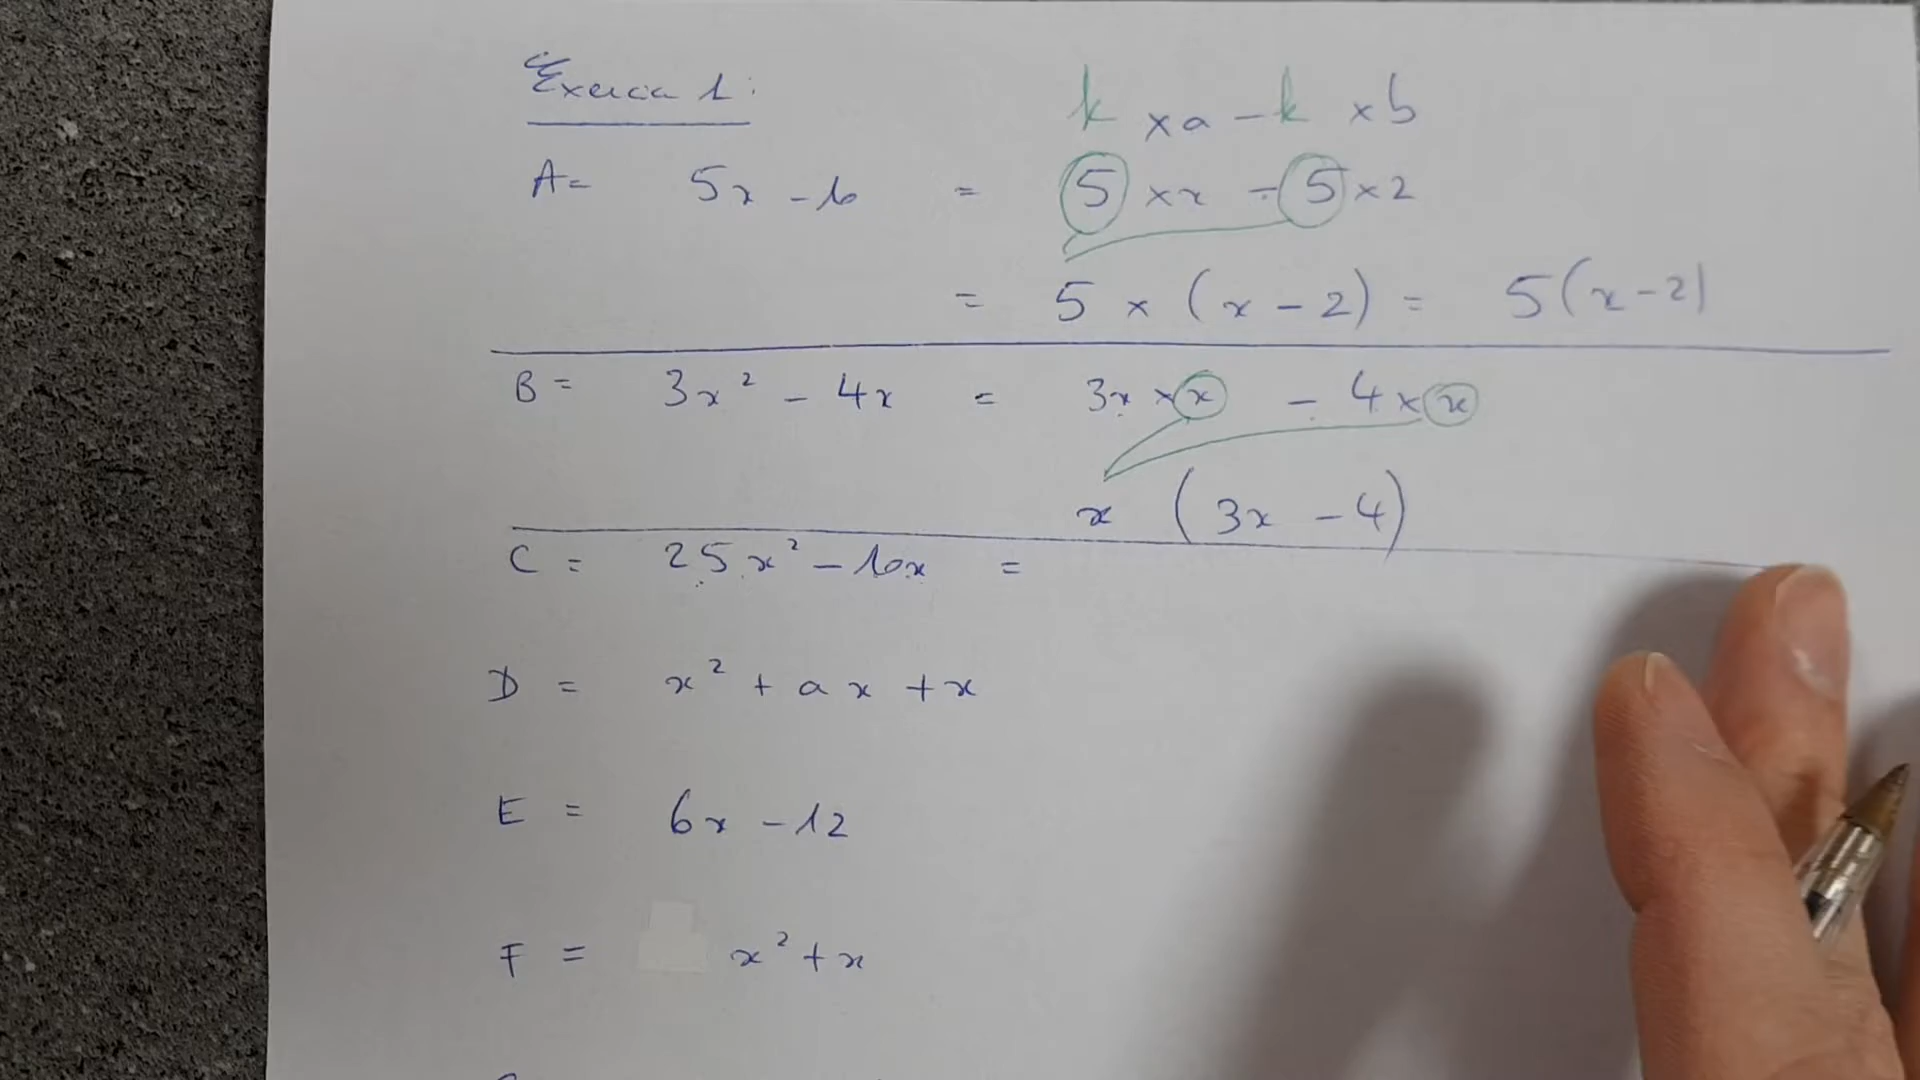 Exercice 1:
k × a - k × b
A = 5x - 10 = 5 × x - 5 × 2
= 5 × (x - 2) = 5(x-2)
B = 3x² - 4x = 3x × x - 4 × x
x (3x - 4)
C = 25x² - 10x =
D = x² + ax + x
E = 6x - 12
F = x² + x